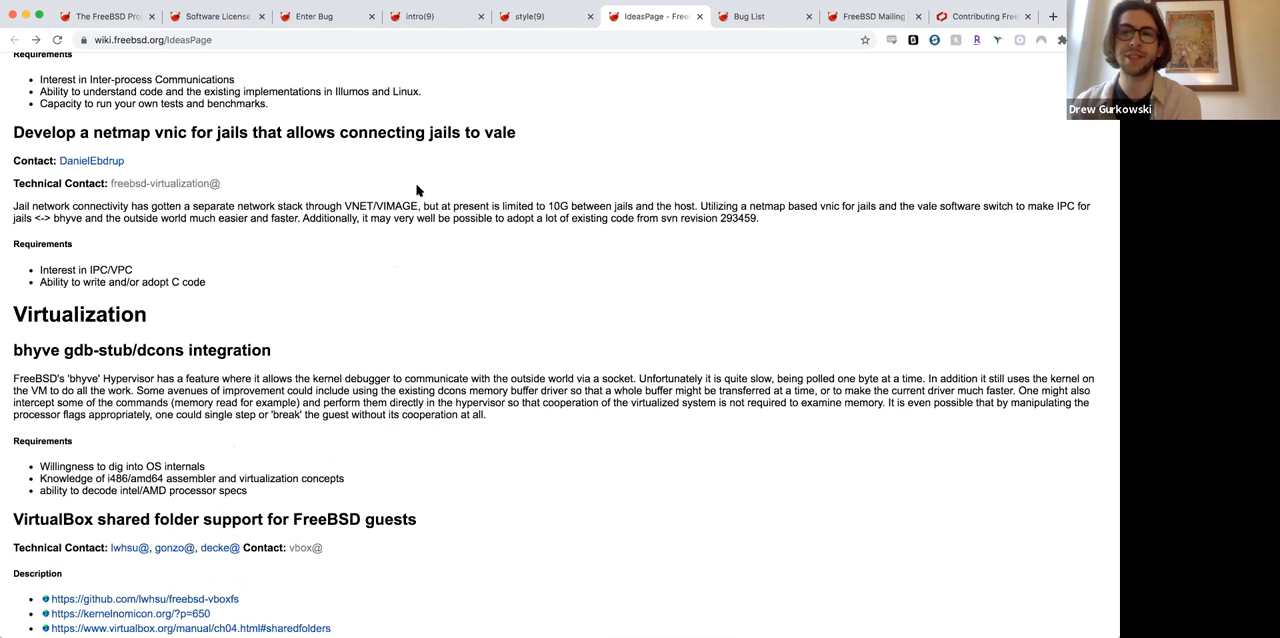 The FreeBSD Pro
Software License
Enter Bug
intro(9)
style(9)
IdeasPage - Free
Bug List
FreeBSD Mailing
Contributing Free
wiki.freebsd.org/IdeasPage
Drew Gurkowski
Requirements
Interest in Inter-process Communications
Ability to understand code and the existing implementations in Illumos and Linux.
Capacity to run your own tests and benchmarks.
Develop a netmap vnic for jails that allows connecting jails to vale
Contact: DanielEbdrup
Technical Contact: freebsd-virtualization@
Jail network connectivity has gotten a separate network stack through VNET/VIMAGE, but at present is limited to 10G between jails and the host. Utilizing a netmap based vnic for jails and the vale software switch to make IPC for
jails <-> bhyve and the outside world much easier and faster. Additionally, it may very well be possible to adopt a lot of existing code from svn revision 293459.
Requirements
Interest in IPC/VPC
Ability to write and/or adopt C code
Virtualization
bhyve gdb-stub/dcons integration
FreeBSD's 'bhyve' Hypervisor has a feature where it allows the kernel debugger to communicate with the outside world via a socket. Unfortunately it is quite slow, being polled one byte at a time. In addition it still uses the kernel on
the VM to do all the work. Some avenues of improvement could include using the existing dcons memory buffer driver so that a whole buffer might be transferred at a time, or to make the current driver much faster. One might also
intercept some of the commands (memory read for example) and perform them directly in the hypervisor so that cooperation of the virtualized system is not required to examine memory. It is even possible that by manipulating the
processor flags appropriately, one could single step or 'break' the guest without its cooperation at all.
Requirements
Willingness to dig into OS internals
Knowledge of i486/amd64 assembler and virtualization concepts
ability to decode intel/AMD processor specs
VirtualBox shared folder support for FreeBSD guests
Technical Contact: lwhsu@, gonzo@, decke@ Contact: vbox@
Description
https://github.com/lwhsu/freebsd-vboxfs
https://kernelnomicon.org/?p=650
https://www.virtualbox.org/manual/ch04.html#sharedfolders